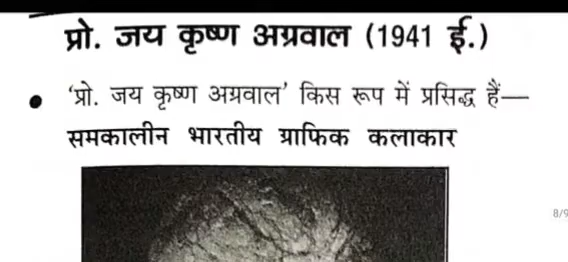 प्रो. जय कृष्ण अग्रवाल (1941 ई.)
● 'प्रो. जय कृष्ण अग्रवाल' किस रूप में प्रसिद्ध हैं—
समकालीन भारतीय ग्राफिक कलाकार
8/9